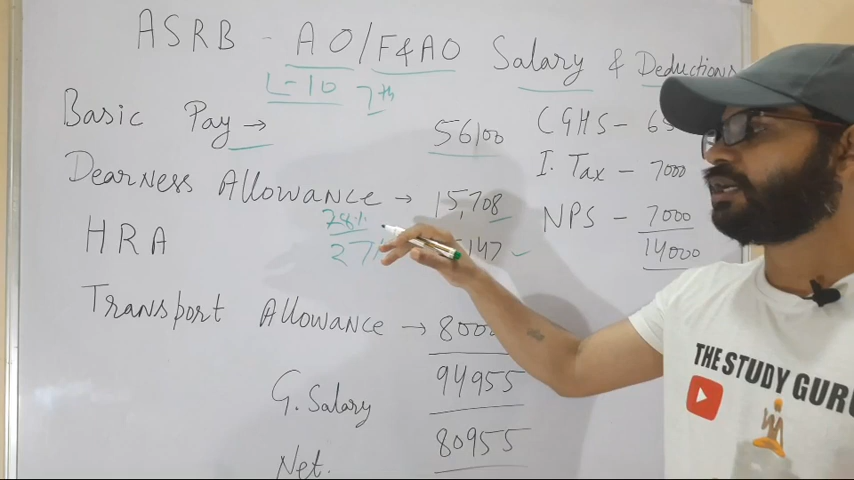 ASRB - AO/F&AO Salary & Deductions
L-10 7th
Basic Pay → 56100
Dearness Allowance → 15,708
28%
HRA 27%
Transport Allowance → 8000
G. Salary 94955
Net. 80955
CGHS -
I. Tax - 7000
NPS - 7000
14000
THE STUDY GURU